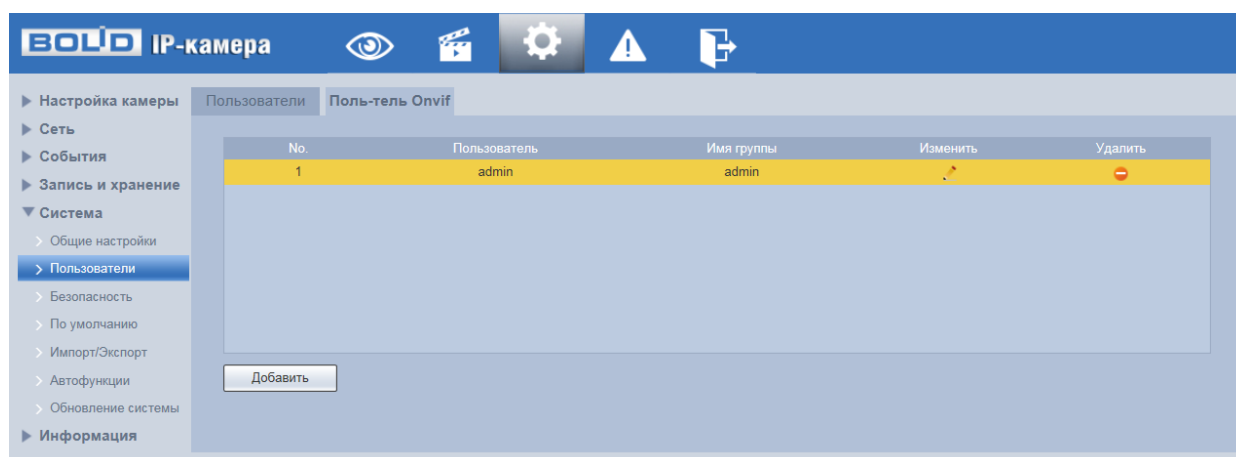 BOLID IP-камера
Настройка камеры
Сеть
События
Запись и хранение
Система
Общие настройки
Пользователи
Безопасность
По умолчанию
Импорт/Экспорт
Автофункции
Обновление системы
Информация
Пользователи Поль-тель Onvif
No. Пользователь Имя группы Изменить Удалить
1 admin admin
Добавить